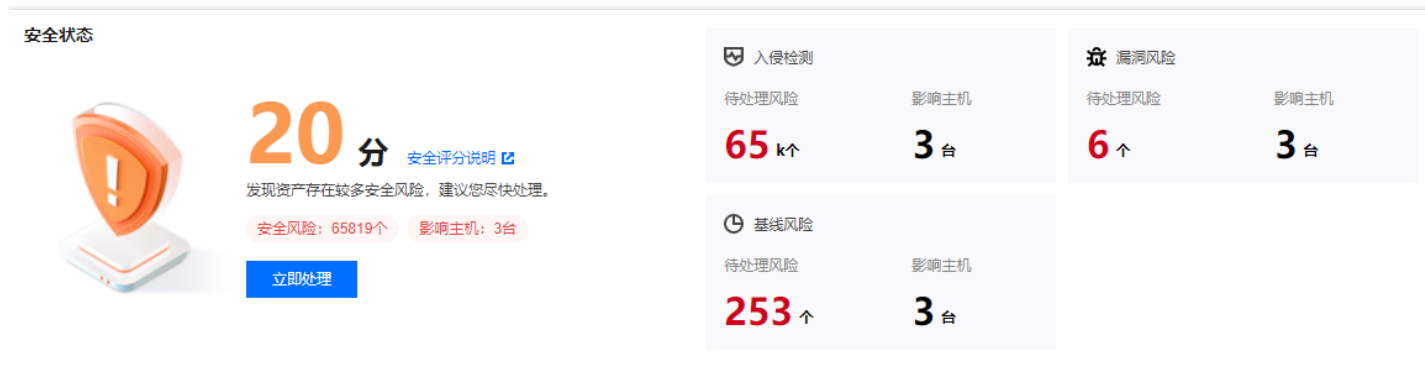 安全状态
20 分 安全评分说明
发现资产存在较多安全风险，建议您尽快处理。
安全风险：65819个 影响主机：3台
立即处理
入侵检测
待处理风险 影响主机
65 k个 3 台
漏洞风险
待处理风险 影响主机
6 个 3 台
基线风险
待处理风险 影响主机
253 个 3 台